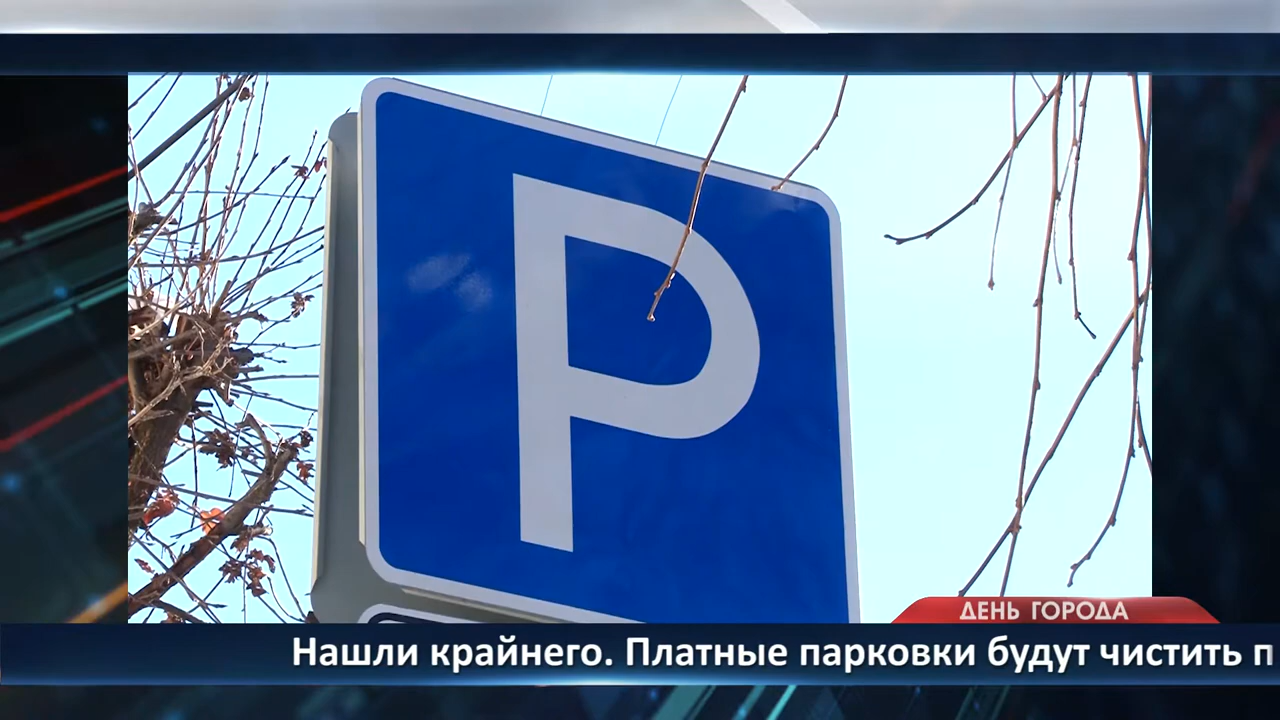 P
ДЕНЬ ГОРОДА
Нашли крайнего. Платные парковки будут чистить п